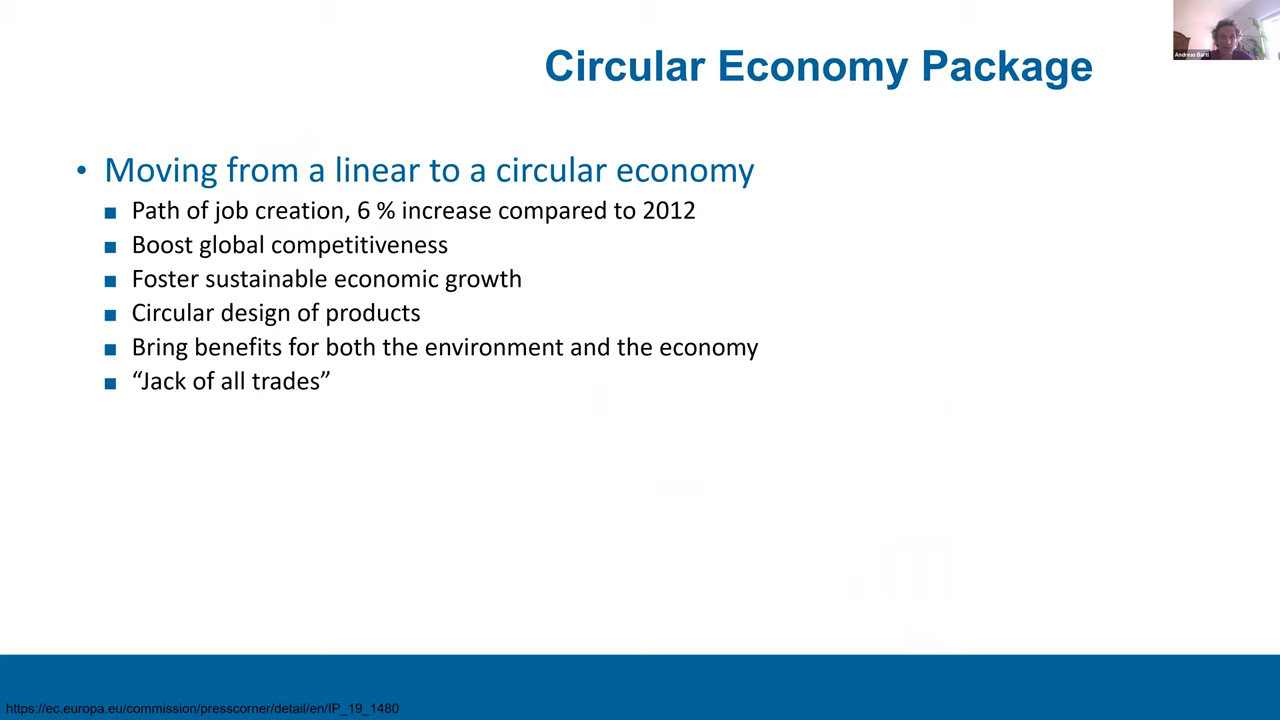 Andreas Bartl
Circular Economy Package
• Moving from a linear to a circular economy
■ Path of job creation, 6 % increase compared to 2012
■ Boost global competitiveness
■ Foster sustainable economic growth
■ Circular design of products
■ Bring benefits for both the environment and the economy
■ “Jack of all trades”
https://ec.europa.eu/commission/presscorner/detail/en/IP_19_1480